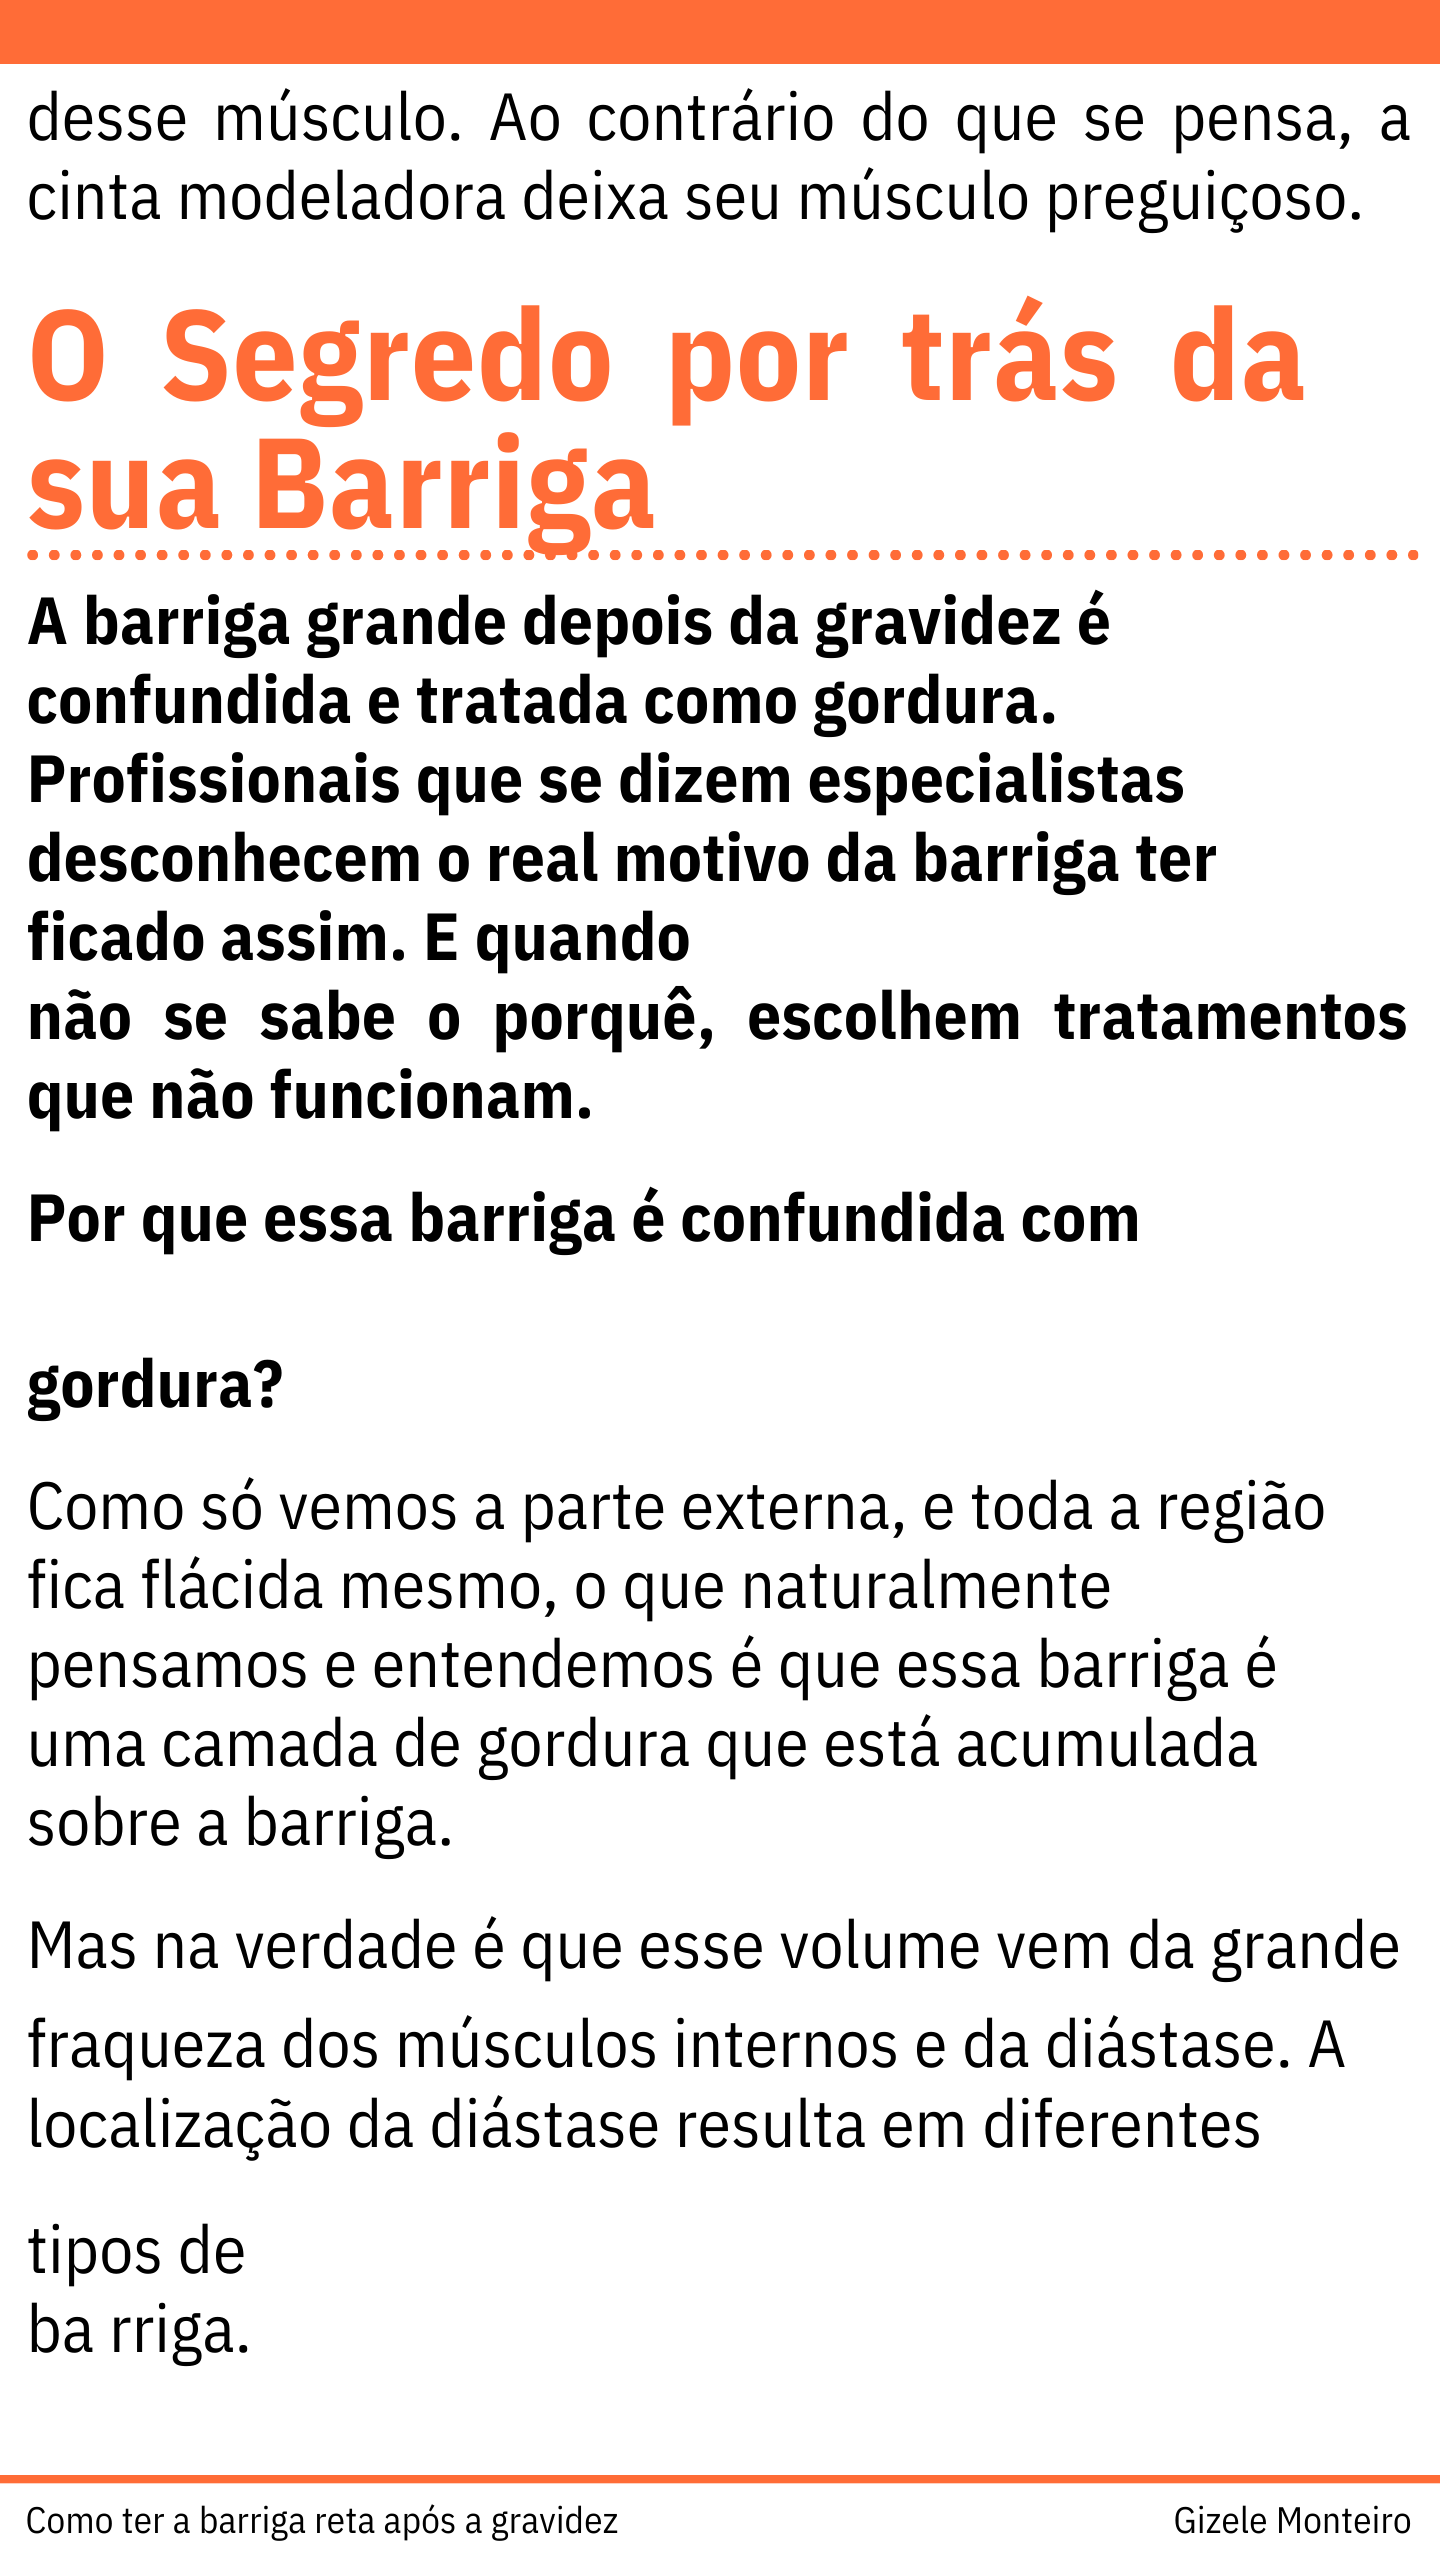 desse músculo. Ao contrário do que se pensa, a
cinta modeladora deixa seu músculo preguiçoso.
O Segredo por trás da
sua Barriga
A barriga grande depois da gravidez é
confundida e tratada como gordura.
Profissionais que se dizem especialistas
desconhecem o real motivo da barriga ter
ficado assim. E quando
não se sabe o porquê, escolhem tratamentos
que não funcionam.
Por que essa barriga é confundida com
gordura?
Como só vemos a parte externa, e toda a região
fica flácida mesmo, o que naturalmente
pensamos e entendemos é que essa barriga é
uma camada de gordura que está acumulada
sobre a barriga.
Mas na verdade é que esse volume vem da grande
fraqueza dos músculos internos e da diástase. A
localização da diástase resulta em diferentes
tipos de
ba rriga.
Como ter a barriga reta após a gravidez
Gizele Monteiro